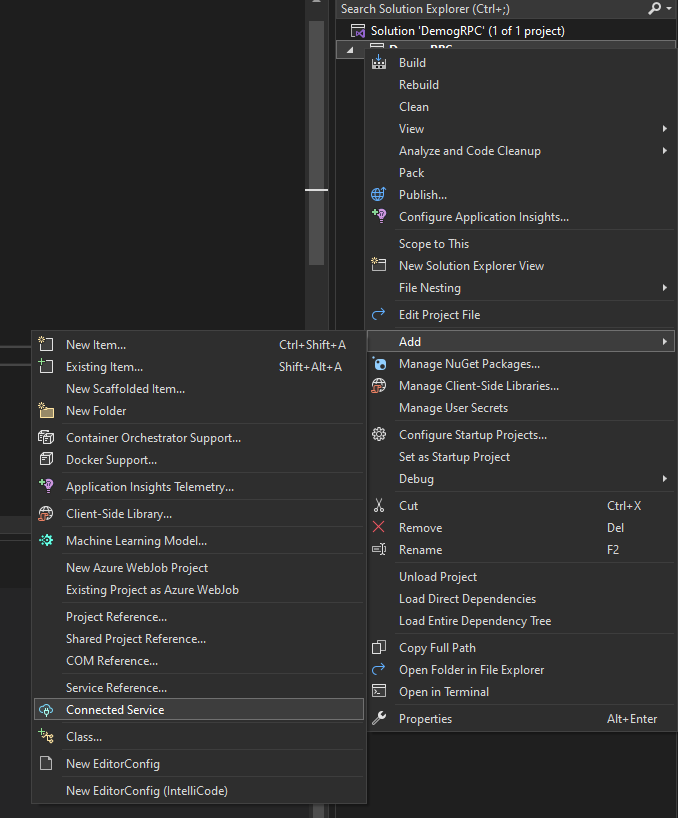 Search Solution Explorer (Ctrl+;)
Solution 'DemogRPC' (1 of 1 project)
Build
Rebuild
Clean
View
Analyze and Code Cleanup
Pack
Publish...
Configure Application Insights...
Scope to This
New Solution Explorer View
File Nesting
Edit Project File
Add
Manage NuGet Packages...
Manage Client-Side Libraries...
Manage User Secrets
Configure Startup Projects...
Set as Startup Project
Debug
Cut Ctrl+X
Remove Del
Rename F2
Unload Project
Load Direct Dependencies
Load Entire Dependency Tree
Copy Full Path
Open Folder in File Explorer
Open in Terminal
Properties Alt+Enter
New Item... Ctrl+Shift+A
Existing Item... Shift+Alt+A
New Scaffolded Item...
New Folder
Container Orchestrator Support...
Docker Support...
Application Insights Telemetry...
Client-Side Library...
Machine Learning Model...
New Azure WebJob Project
Existing Project as Azure WebJob
Project Reference...
Shared Project Reference...
COM Reference...
Service Reference...
Connected Service
Class...
New EditorConfig
New EditorConfig (IntelliCode)